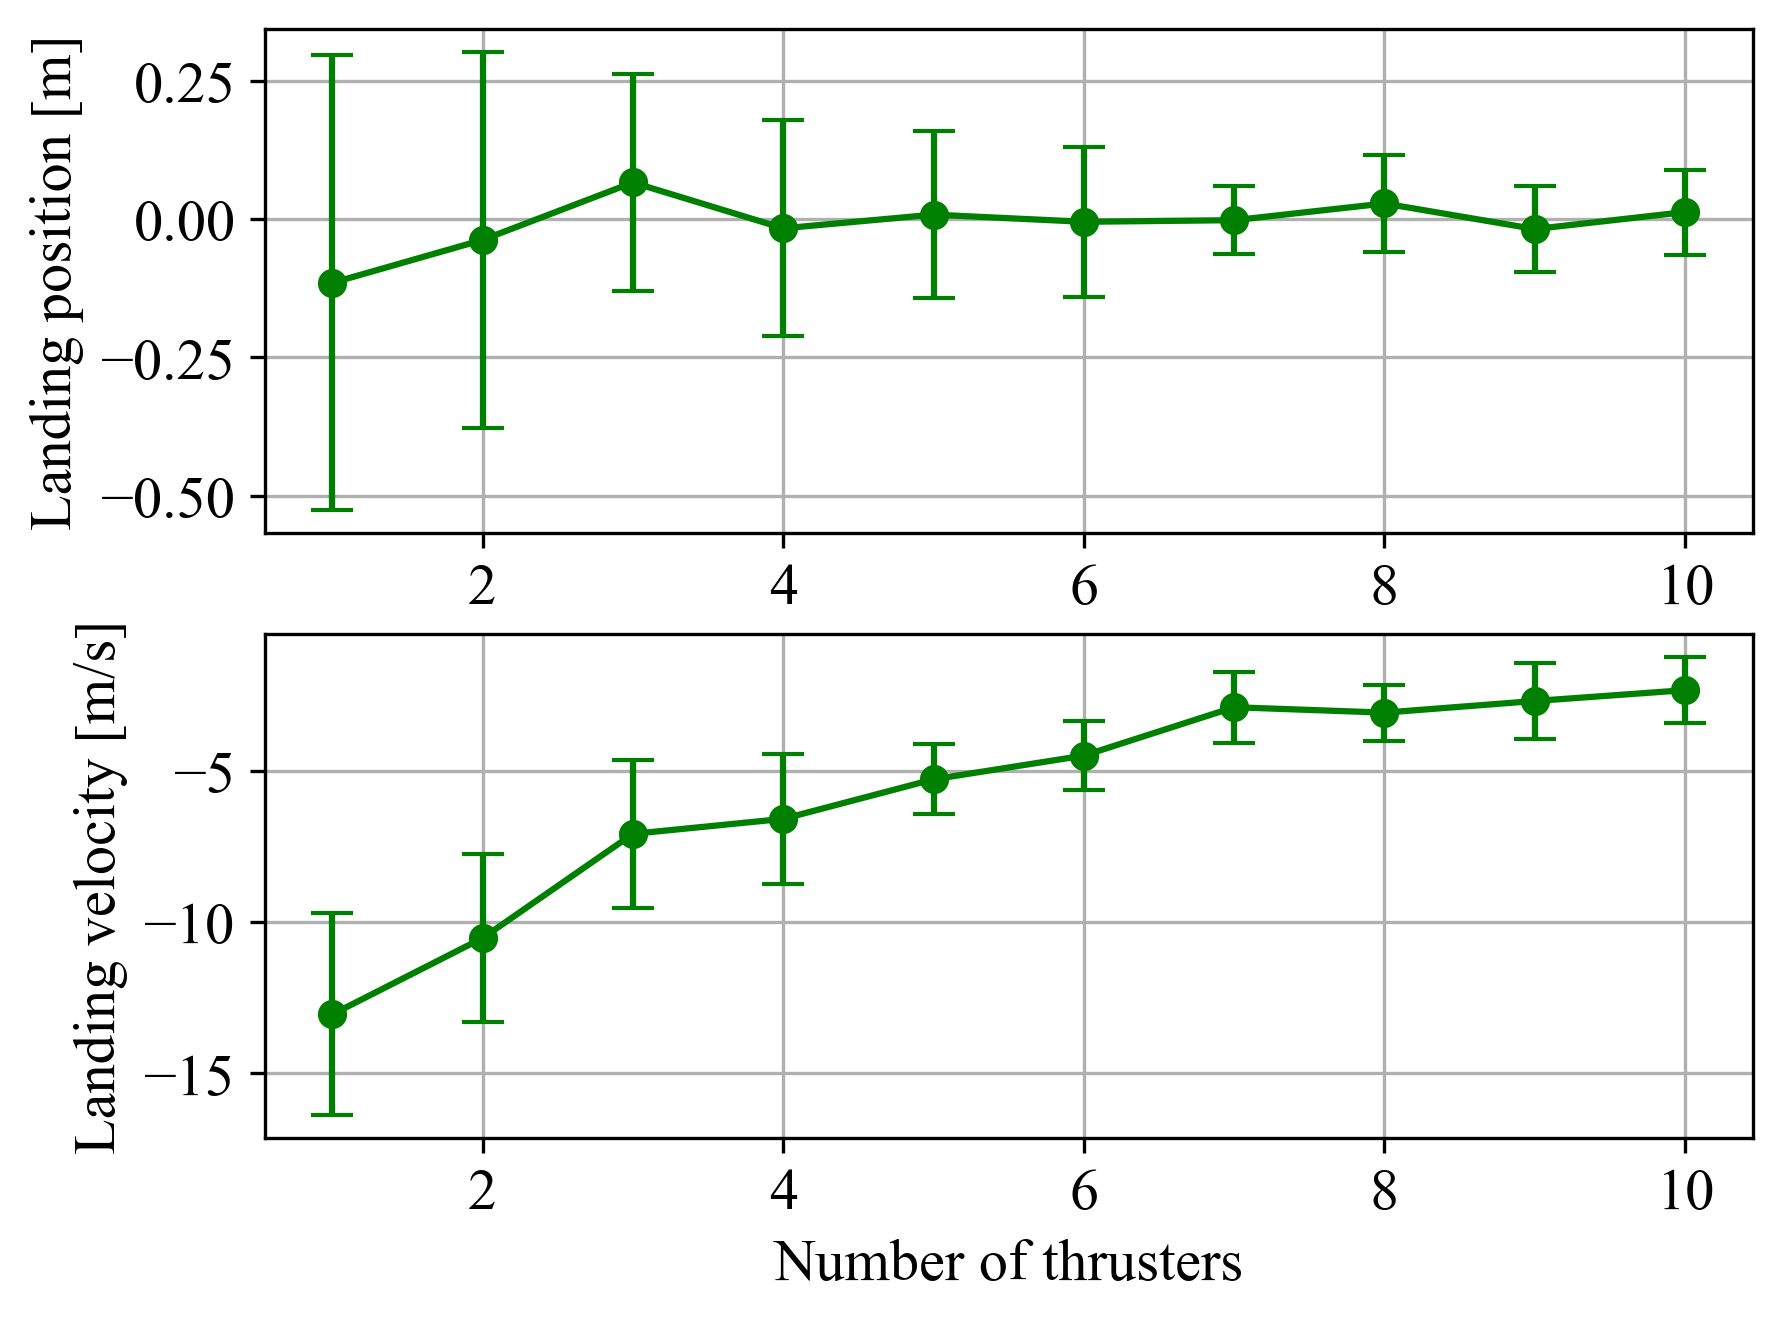 Landing position [m]
0.25
0.00
−0.25
−0.50
2 4 6 8 10
Landing velocity [m/s]
−5
−10
−15
2 4 6 8 10
Number of thrusters